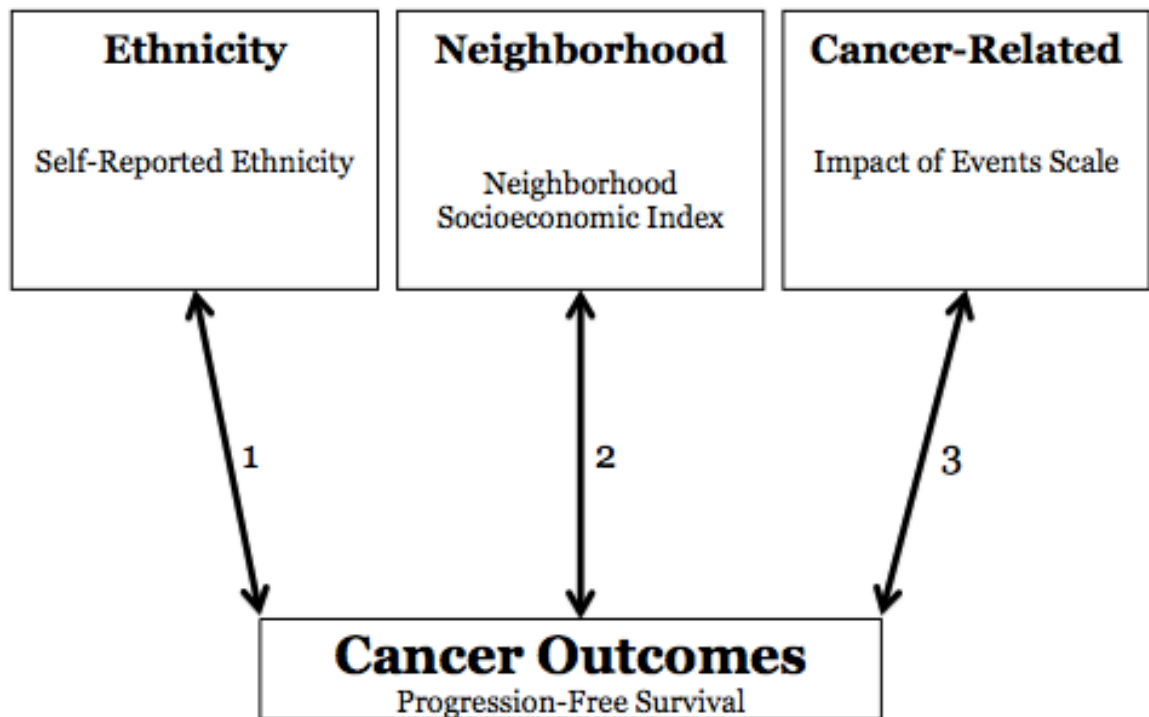 Ethnicity
Self-Reported Ethnicity
Neighborhood
Neighborhood
Socioeconomic Index
Cancer-Related
Impact of Events Scale
1
2
3
Cancer Outcomes
Progression-Free Survival